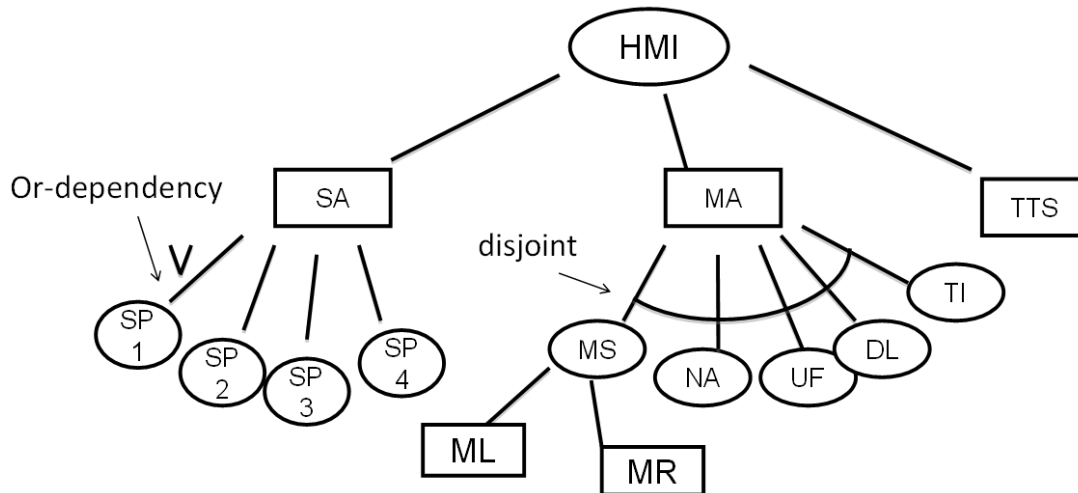 HMI
SA
MA
TTS
Or-dependency
V
disjoint
SP
1
SP
2
SP
3
SP
4
MS
NA
UF
DL
TI
ML
MR